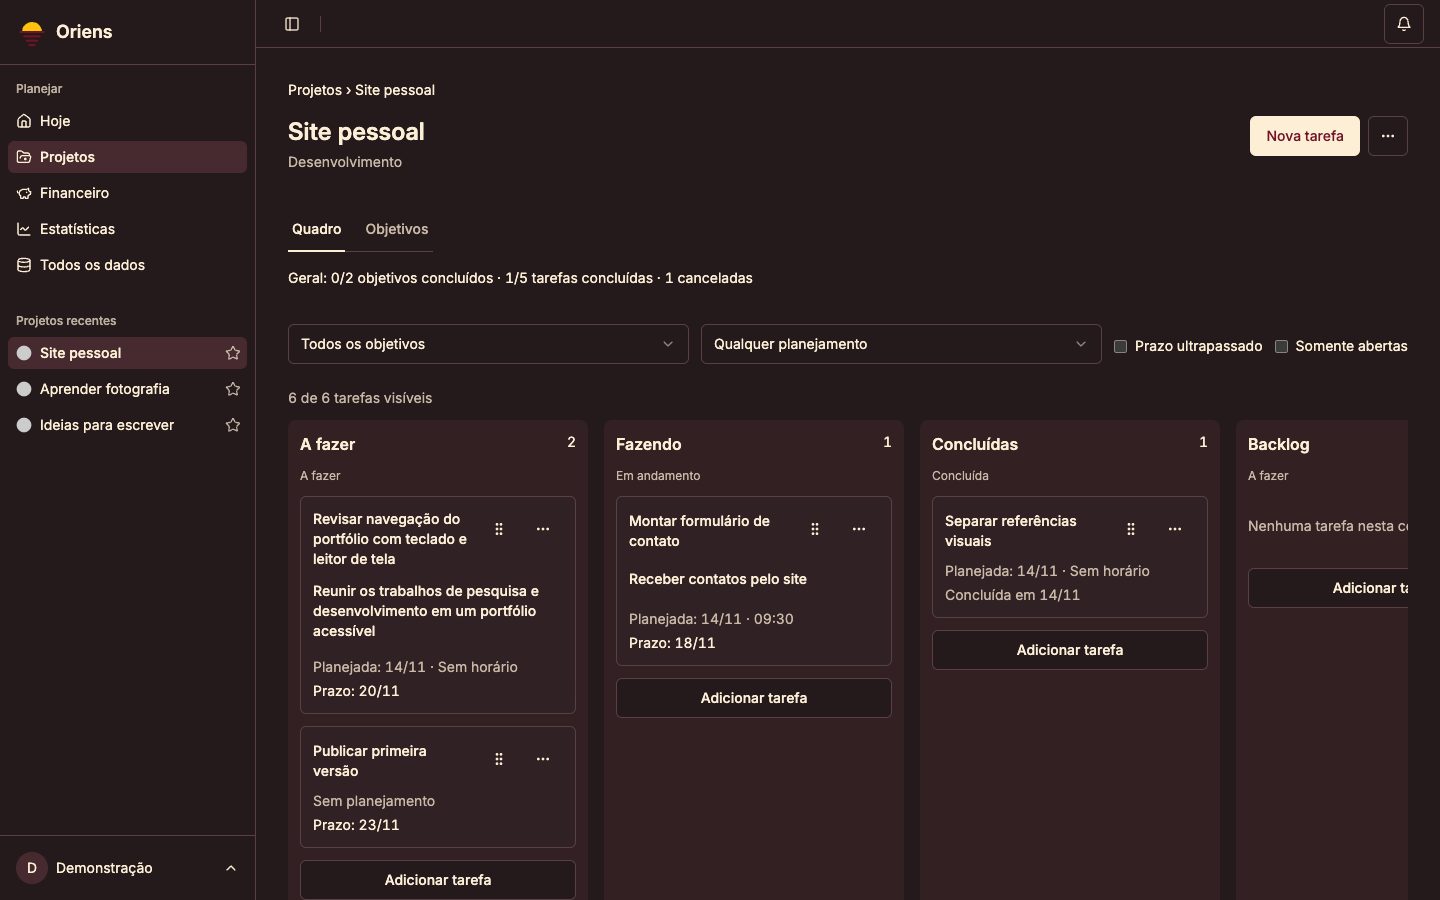 Oriens
Planejar
Hoje
Projetos
Financeiro
Estatísticas
Todos os dados
Projetos recentes
Site pessoal
Aprender fotografia
Ideias para escrever
D
Demonstração
Projetos › Site pessoal
Site pessoal
Desenvolvimento
Nova tarefa
Quadro
Objetivos
Geral: 0/2 objetivos concluídos · 1/5 tarefas concluídas · 1 canceladas
Todos os objetivos
Qualquer planejamento
Prazo ultrapassado
Somente abertas
6 de 6 tarefas visíveis
A fazer
2
A fazer
Revisar navegação do
portfólio com teclado e
leitor de tela
Reunir os trabalhos de pesquisa e
desenvolvimento em um portfólio
acessível
Planejada: 14/11 · Sem horário
Prazo: 20/11
Publicar primeira
versão
Sem planejamento
Prazo: 23/11
Adicionar tarefa
Fazendo
1
Em andamento
Montar formulário de
contato
Receber contatos pelo site
Planejada: 14/11 · 09:30
Prazo: 18/11
Adicionar tarefa
Concluídas
1
Concluída
Separar referências
visuais
Planejada: 14/11 · Sem horário
Concluída em 14/11
Adicionar tarefa
Backlog
A fazer
Nenhuma tarefa nesta
Adicionar